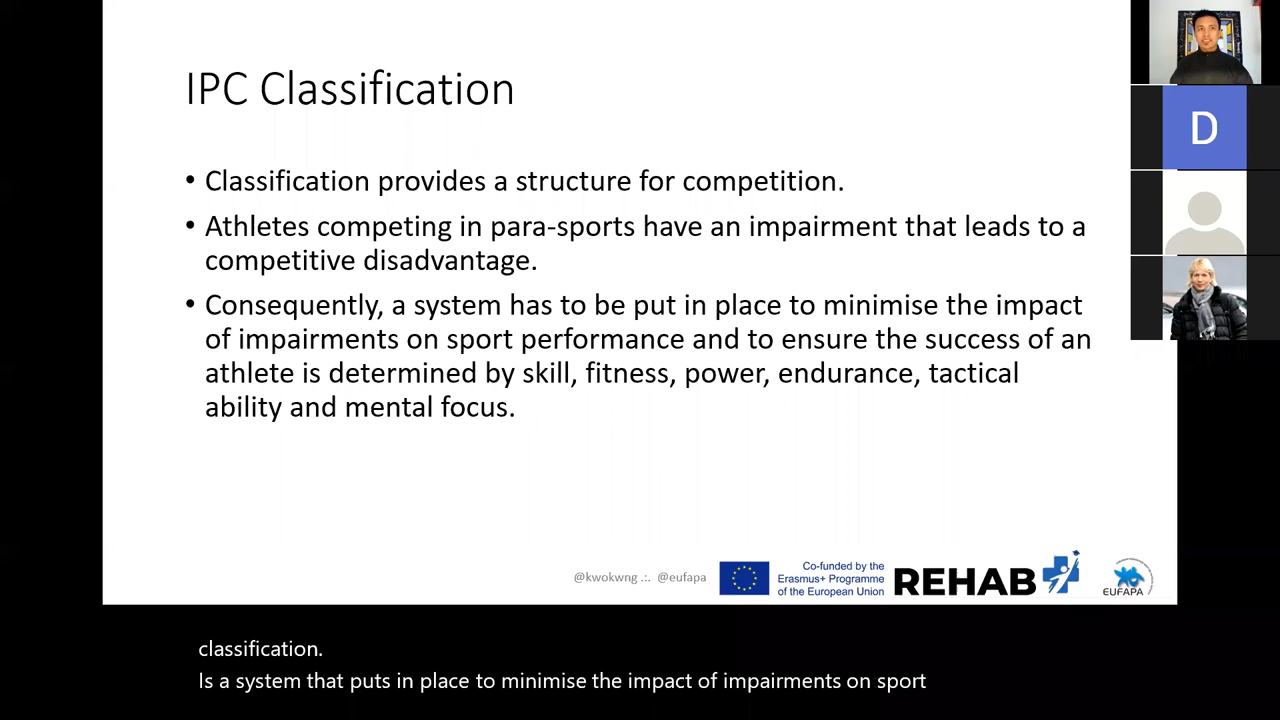 IPC Classification
• Classification provides a structure for competition.
• Athletes competing in para-sports have an impairment that leads to a
competitive disadvantage.
• Consequently, a system has to be put in place to minimise the impact
of impairments on sport performance and to ensure the success of an
athlete is determined by skill, fitness, power, endurance, tactical
ability and mental focus.
D
@kwokwng .:. @eufapa
Co-funded by the
Erasmus+ Programme
of the European Union
REHAB
EUFAPA
classification.
Is a system that puts in place to minimise the impact of impairments on sport